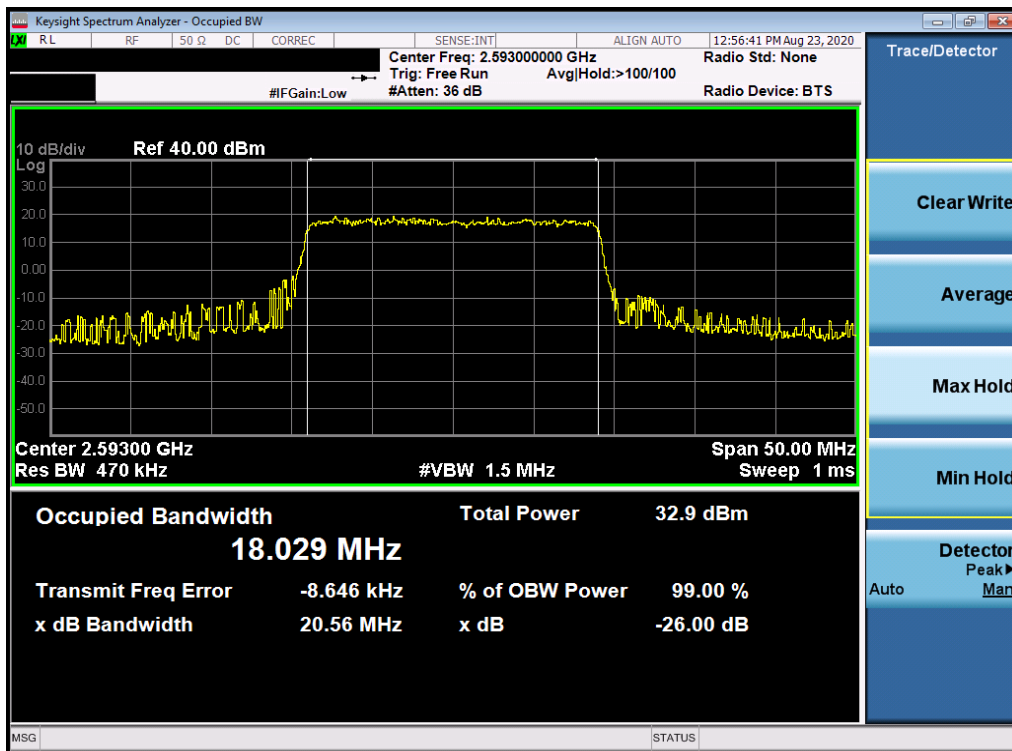 Keysight Spectrum Analyzer - Occupied BW
LXI RL RF 50 Ω DC CORREC SENSE:INT ALIGN AUTO 12:56:41 PM Aug 23, 2020
Center Freq: 2.593000000 GHz Radio Std: None
Trig: Free Run Avg|Hold:>100/100
#IFGain:Low #Atten: 36 dB Radio Device: BTS
10 dB/div Ref 40.00 dBm
Log
30.0
20.0
10.0
0.00
-10.0
-20.0
-30.0
-40.0
-50.0
Center 2.59300 GHz Span 50.00 MHz
Res BW 470 kHz #VBW 1.5 MHz Sweep 1 ms
Occupied Bandwidth Total Power 32.9 dBm
18.029 MHz
Transmit Freq Error -8.646 kHz % of OBW Power 99.00 %
x dB Bandwidth 20.56 MHz x dB -26.00 dB
MSG STATUS
Trace/Detector
Clear Write
Average
Max Hold
Min Hold
Detector
Peak▶
Auto Man